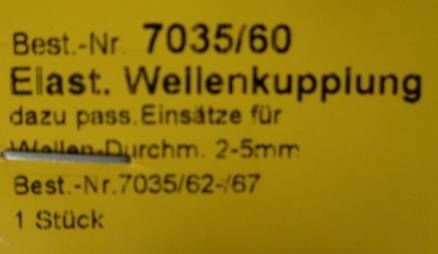 Best.-Nr. 7035/60
Elast. Wellenkupplung
dazu pass.Einsätze für
Wellen-Durchm. 2-5mm
Best.-Nr.7035/62-/67
1 Stück